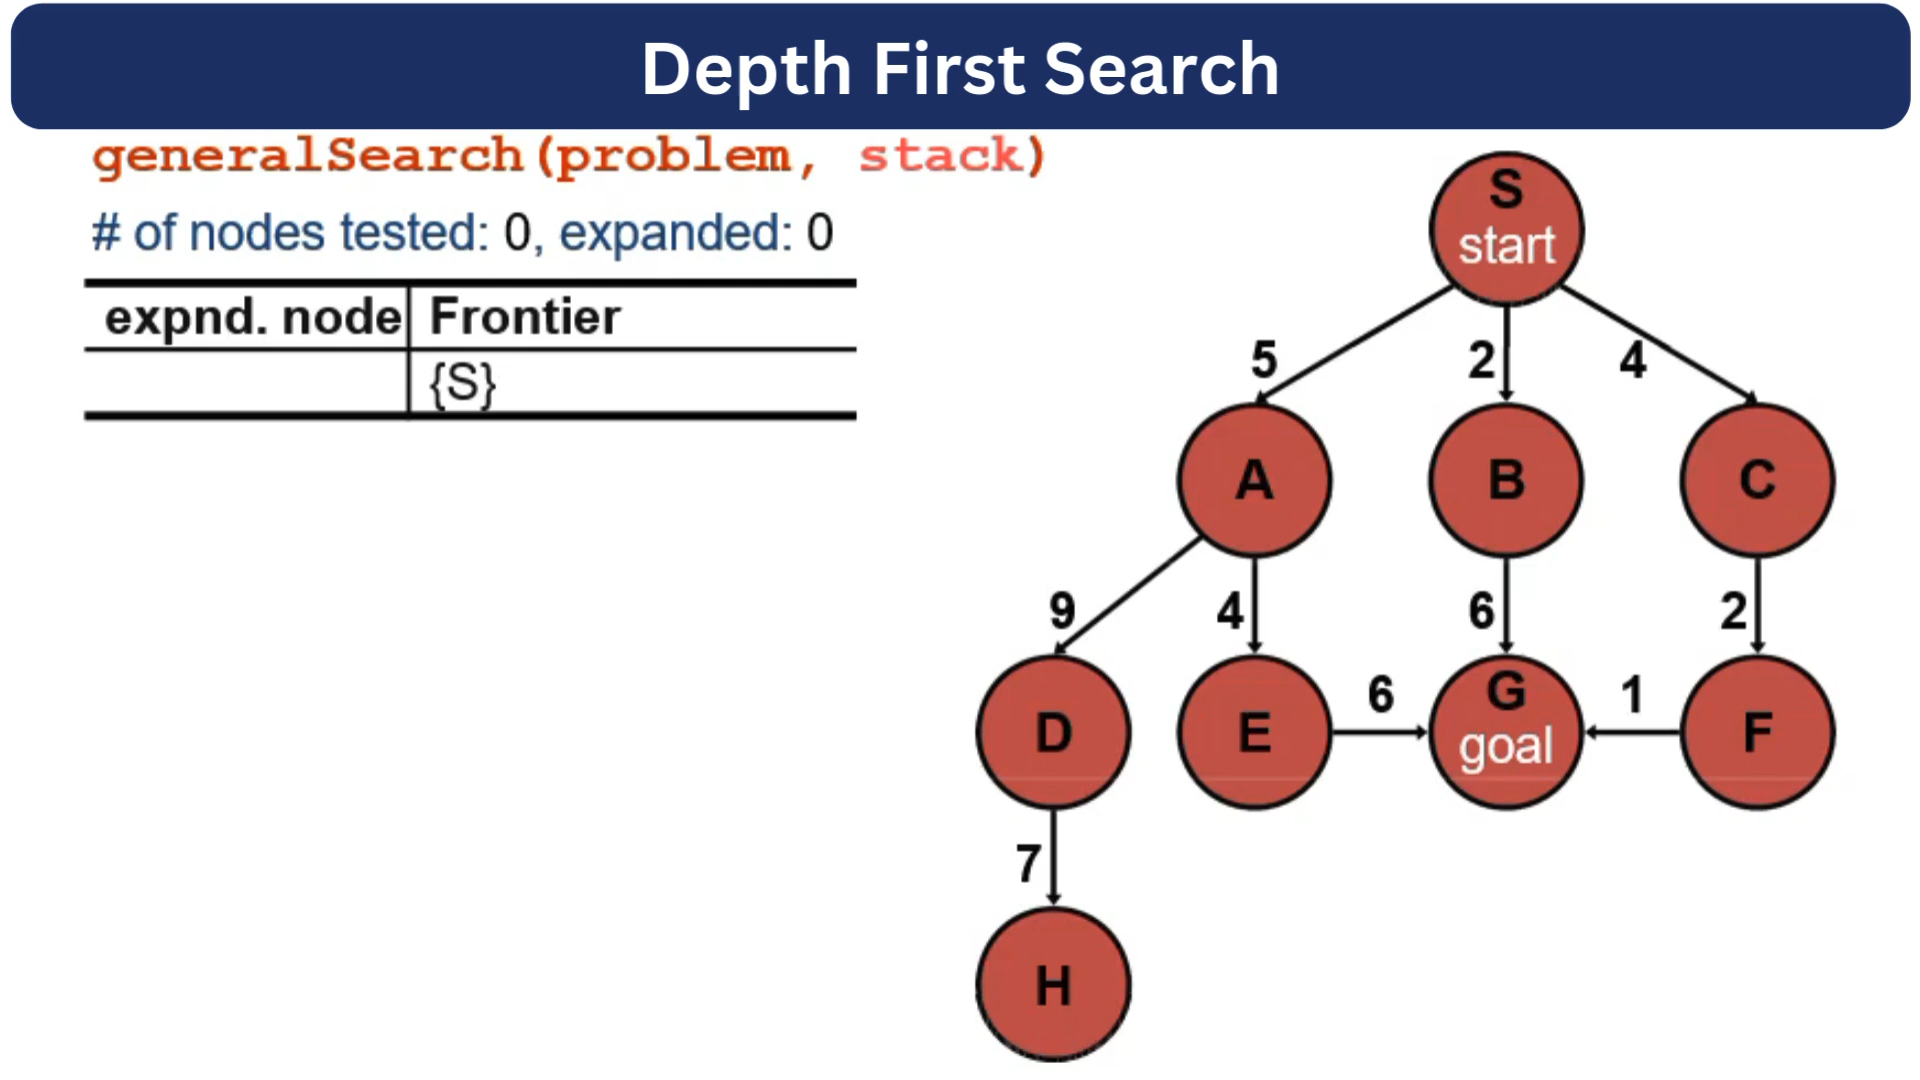 Depth First Search
generalSearch(problem, stack)
# of nodes tested: 0, expanded: 0
expnd. node Frontier
{S}
S
start
5 2 4
A B C
9 4 6 2
D E G F
goal
6 1
7
H